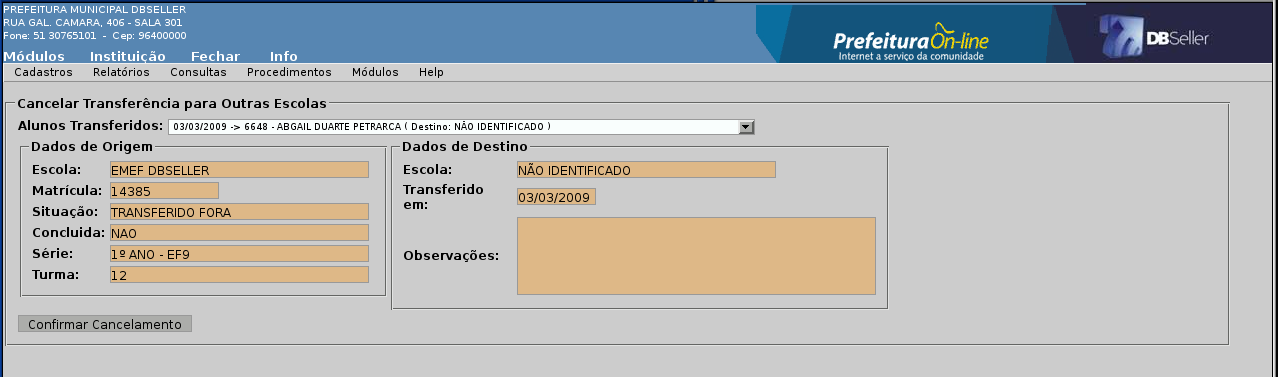 PREFEITURA MUNICIPAL DBSELLER
RUA GAL. CAMARA, 406 - SALA 301
Fone: 51 30765101 - Cep: 96400000
Prefeitura On-line
Internet a serviço da comunidade
DBSeller
Módulos Instituição Fechar Info
Cadastros Relatórios Consultas Procedimentos Módulos Help
Cancelar Transferência para Outras Escolas
Alunos Transferidos: 03/03/2009 -> 6648 - ABGAIL DUARTE PETRARCA ( Destino: NÃO IDENTIFICADO )
Dados de Origem
Escola: EMEF DBSELLER
Matrícula: 14385
Situação: TRANSFERIDO FORA
Concluida: NAO
Série: 1º ANO - EF9
Turma: 12
Dados de Destino
Escola: NÃO IDENTIFICADO
Transferido
em: 03/03/2009
Observações:
Confirmar Cancelamento